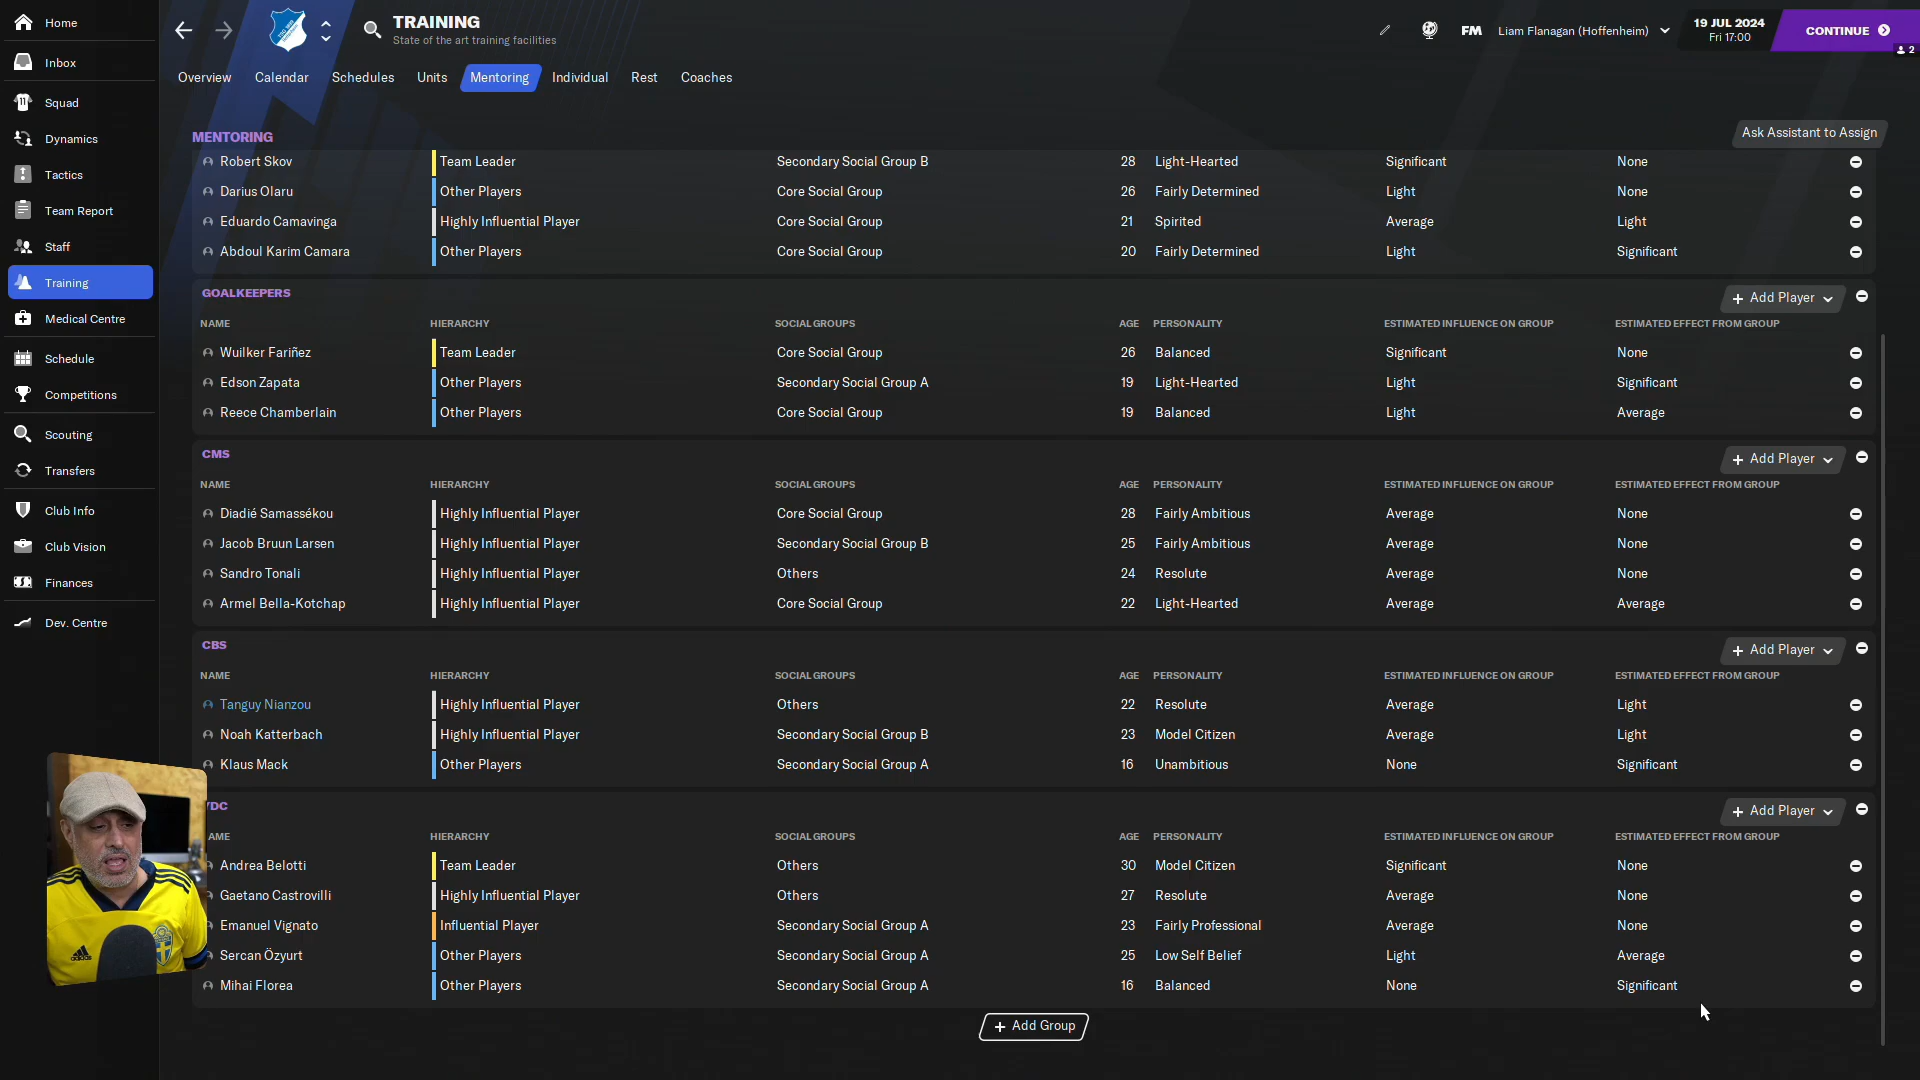 Home
Inbox
Squad
Dynamics
Tactics
Team Report
Staff
Training
Medical Centre
Schedule
Competitions
Scouting
Transfers
Club Info
Club Vision
Finances
Dev. Centre
TRAINING
State of the art training facilities
FM Liam Flanagan (Hoffenheim)
19 JUL 2024
Fri 17:00
CONTINUE
2
Overview Calendar Schedules Units Mentoring Individual Rest Coaches
MENTORING Ask Assistant to Assign
Robert Skov Team Leader Secondary Social Group B 28 Light-Hearted Significant None
Darius Olaru Other Players Core Social Group 26 Fairly Determined Light None
Eduardo Camavinga Highly Influential Player Core Social Group 21 Spirited Average Light
Abdoul Karim Camara Other Players Core Social Group 20 Fairly Determined Light Significant
GOALKEEPERS + Add Player
NAME HIERARCHY SOCIAL GROUPS AGE PERSONALITY ESTIMATED INFLUENCE ON GROUP ESTIMATED EFFECT FROM GROUP
Wuilker Fariñez Team Leader Core Social Group 26 Balanced Significant None
Edson Zapata Other Players Secondary Social Group A 19 Light-Hearted Light Significant
Reece Chamberlain Other Players Core Social Group 19 Balanced Light Average
CMS + Add Player
NAME HIERARCHY SOCIAL GROUPS AGE PERSONALITY ESTIMATED INFLUENCE ON GROUP ESTIMATED EFFECT FROM GROUP
Diadié Samassékou Highly Influential Player Core Social Group 28 Fairly Ambitious Average None
Jacob Bruun Larsen Highly Influential Player Secondary Social Group B 25 Fairly Ambitious Average None
Sandro Tonali Highly Influential Player Others 24 Resolute Average None
Armel Bella-Kotchap Highly Influential Player Core Social Group 22 Light-Hearted Average Average
CBS + Add Player
NAME HIERARCHY SOCIAL GROUPS AGE PERSONALITY ESTIMATED INFLUENCE ON GROUP ESTIMATED EFFECT FROM GROUP
Tanguy Nianzou Highly Influential Player Others 22 Resolute Average Light
Noah Katterbach Highly Influential Player Secondary Social Group B 23 Model Citizen Average Light
Klaus Mack Other Players Secondary Social Group A 16 Unambitious None Significant
DC + Add Player
AME HIERARCHY SOCIAL GROUPS AGE PERSONALITY ESTIMATED INFLUENCE ON GROUP ESTIMATED EFFECT FROM GROUP
Andrea Belotti Team Leader Others 30 Model Citizen Significant None
Gaetano Castrovilli Highly Influential Player Others 27 Resolute Average None
Emanuel Vignato Influential Player Secondary Social Group A 23 Fairly Professional Average None
Sercan Özyurt Other Players Secondary Social Group A 25 Low Self Belief Light Average
Mihai Florea Other Players Secondary Social Group A 16 Balanced None Significant
+ Add Group